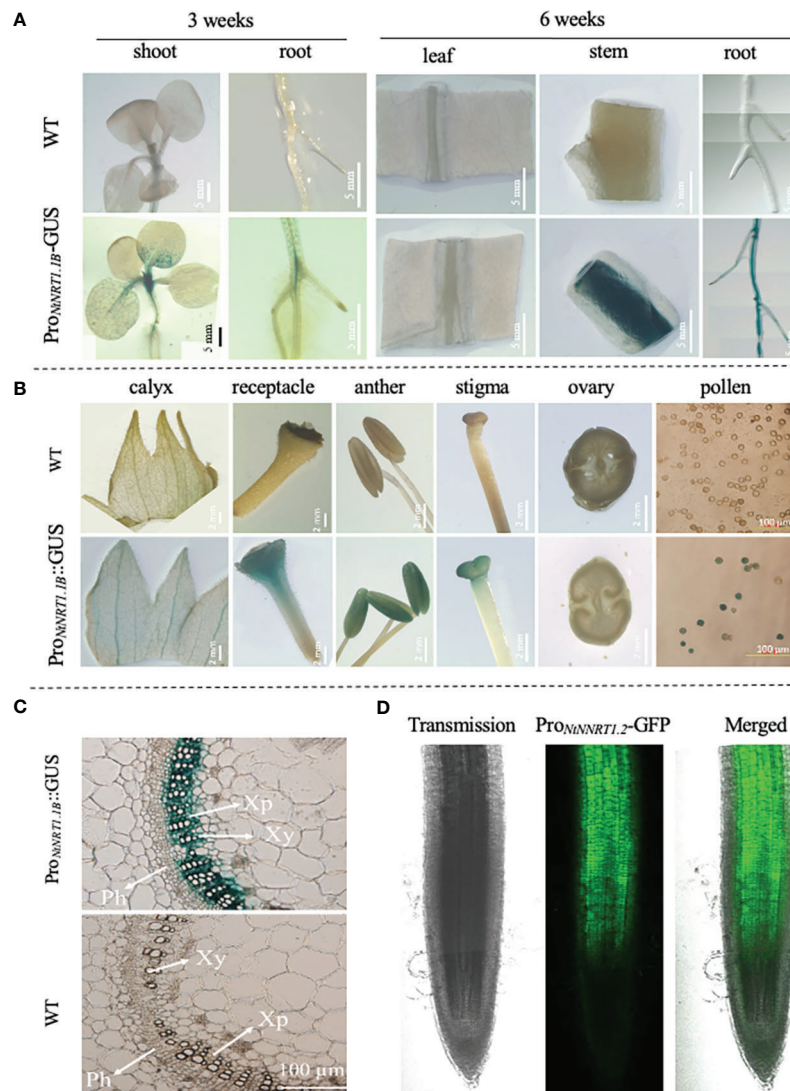 A
3 weeks
6 weeks
shoot
root
leaf
stem
root
WT
5 mm
5 mm
5 mm
5 mm
5 mm
ProNtNRT1.1B-GUS
5 mm
5 mm
5 mm
5 mm
5 mm
B
calyx
receptacle
anther
stigma
ovary
pollen
WT
2 mm
2 mm
2 mm
2 mm
2 mm
100 µm
ProNtNRT1.1B::GUS
2 mm
2 mm
2 mm
2 mm
2 mm
100 µm
C
ProNtNRT1.1B::GUS
Xp
Xy
Ph
WT
Xy
Xp
Ph
100 µm
D
Transmission
ProNtNNRT1.2-GFP
Merged